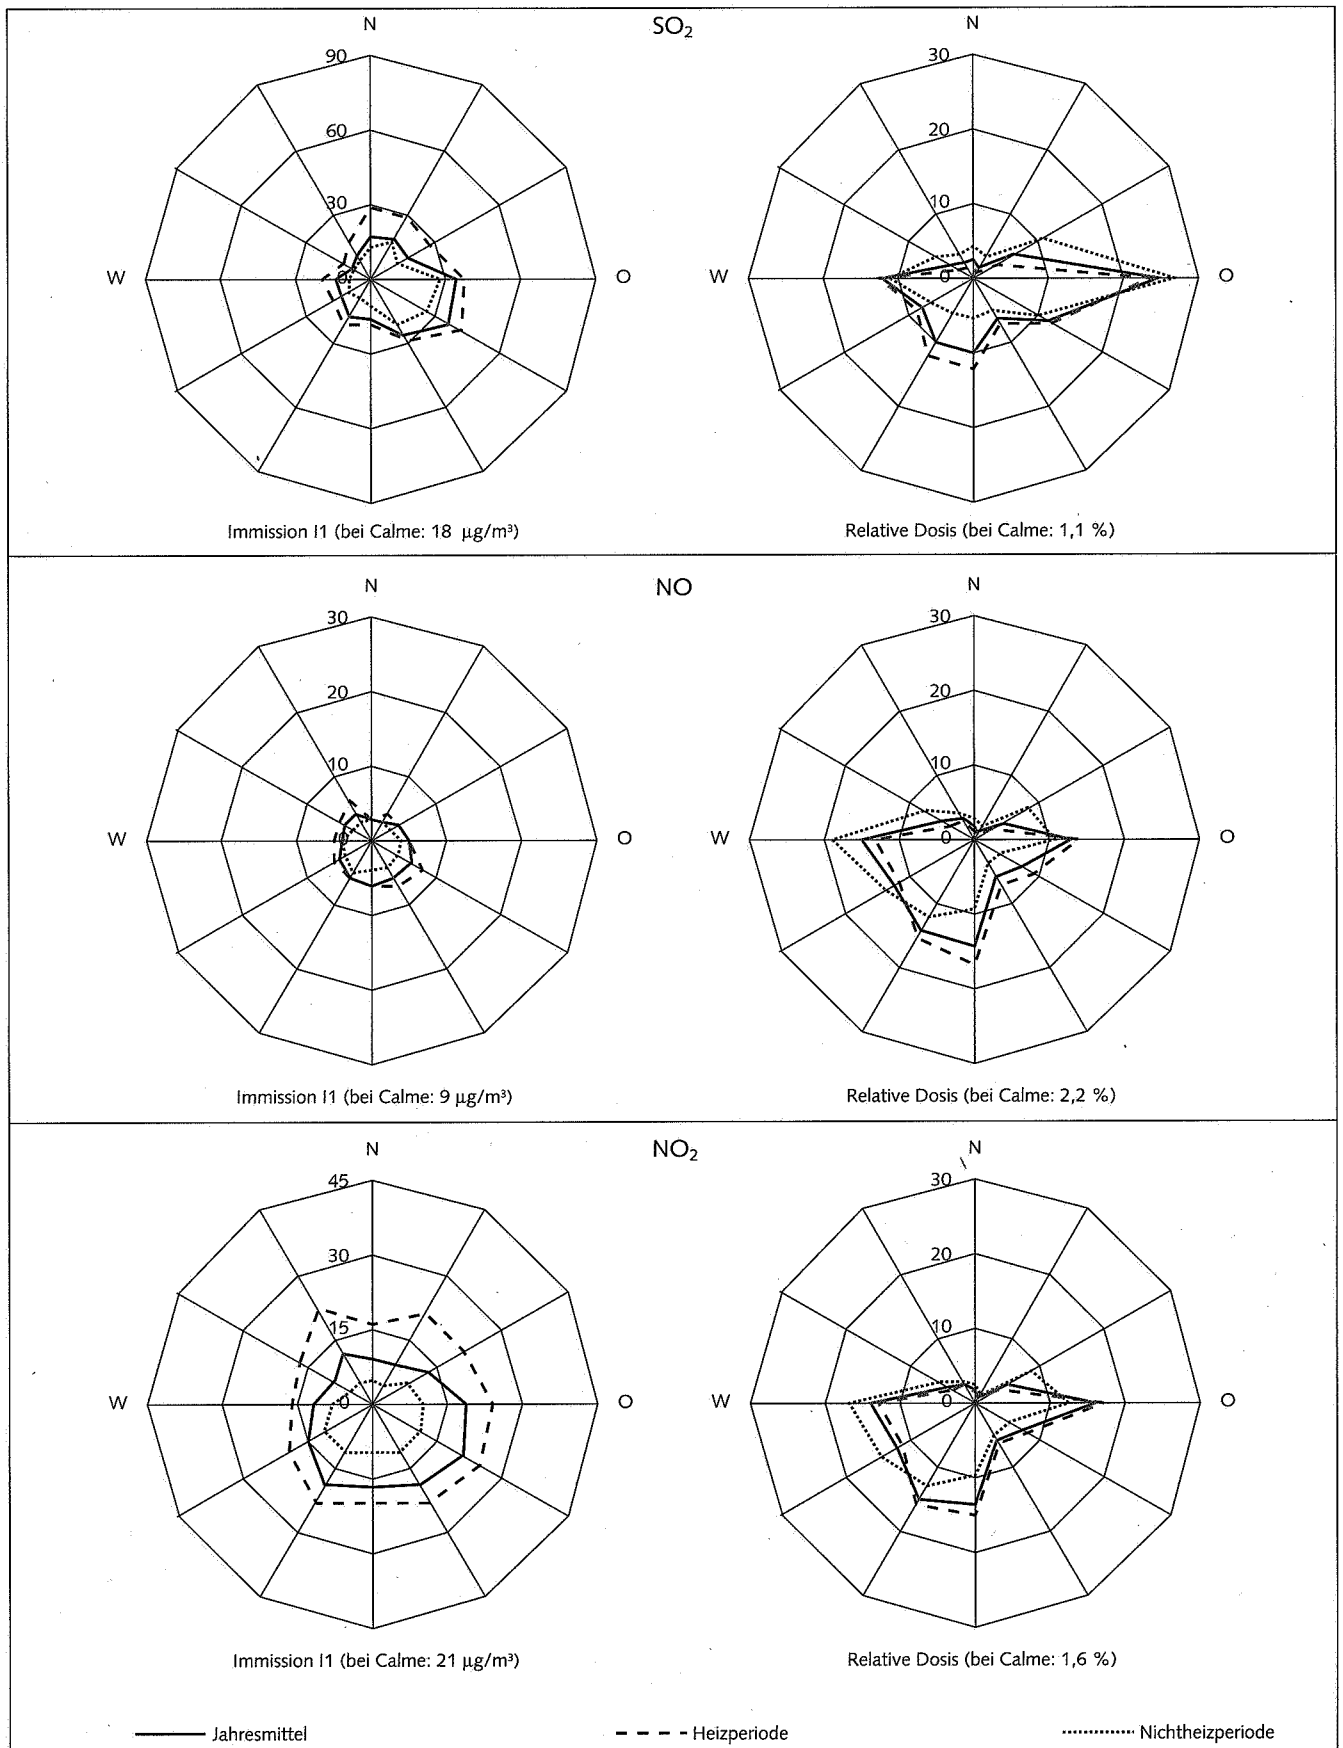 SO₂
N
90
60
30
0
W
O
Immission I1 (bei Calme: 18 µg/m³)
N
30
20
10
0
W
O
Relative Dosis (bei Calme: 1,1 %)
NO
N
30
20
10
0
W
O
Immission I1 (bei Calme: 9 µg/m³)
N
30
20
10
0
W
O
Relative Dosis (bei Calme: 2,2 %)
NO₂
N
45
30
15
0
W
O
Immission I1 (bei Calme: 21 µg/m³)
N
30
20
10
0
W
O
Relative Dosis (bei Calme: 1,6 %)
Jahresmittel
Heizperiode
Nichtheizperiode